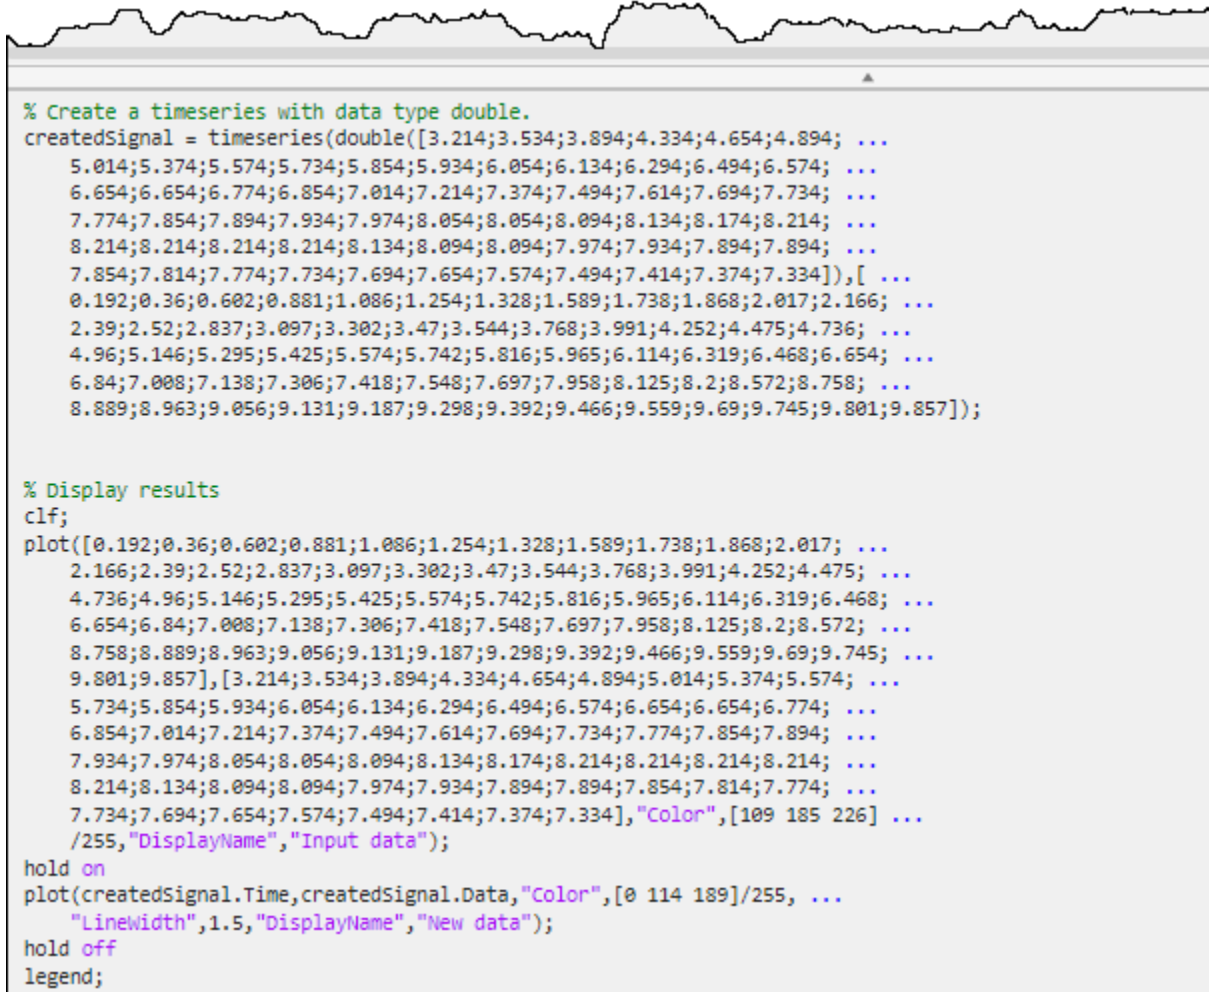 % Create a timeseries with data type double.
createdSignal = timeseries(double([3.214;3.534;3.894;4.334;4.654;4.894; ...
5.014;5.374;5.574;5.734;5.854;5.934;6.054;6.134;6.294;6.494;6.574; ...
6.654;6.654;6.774;6.854;7.014;7.214;7.374;7.494;7.614;7.694;7.734; ...
7.774;7.854;7.894;7.934;7.974;8.054;8.054;8.094;8.134;8.174;8.214; ...
8.214;8.214;8.214;8.214;8.134;8.094;8.094;7.974;7.934;7.894;7.894; ...
7.854;7.814;7.774;7.734;7.694;7.654;7.574;7.494;7.414;7.374;7.334]),[ ...
0.192;0.36;0.602;0.881;1.086;1.254;1.328;1.589;1.738;1.868;2.017;2.166; ...
2.39;2.52;2.837;3.097;3.302;3.47;3.544;3.768;3.991;4.252;4.475;4.736; ...
4.96;5.146;5.295;5.425;5.574;5.742;5.816;5.965;6.114;6.319;6.468;6.654; ...
6.84;7.008;7.138;7.306;7.418;7.548;7.697;7.958;8.125;8.2;8.572;8.758; ...
8.889;8.963;9.056;9.131;9.187;9.298;9.392;9.466;9.559;9.69;9.745;9.801;9.857]);
% Display results
clf;
plot([0.192;0.36;0.602;0.881;1.086;1.254;1.328;1.589;1.738;1.868;2.017; ...
2.166;2.39;2.52;2.837;3.097;3.302;3.47;3.544;3.768;3.991;4.252;4.475; ...
4.736;4.96;5.146;5.295;5.425;5.574;5.742;5.816;5.965;6.114;6.319;6.468; ...
6.654;6.84;7.008;7.138;7.306;7.418;7.548;7.697;7.958;8.125;8.2;8.572; ...
8.758;8.889;8.963;9.056;9.131;9.187;9.298;9.392;9.466;9.559;9.69;9.745; ...
9.801;9.857],[3.214;3.534;3.894;4.334;4.654;4.894;5.014;5.374;5.574; ...
5.734;5.854;5.934;6.054;6.134;6.294;6.494;6.574;6.654;6.654;6.774; ...
6.854;7.014;7.214;7.374;7.494;7.614;7.694;7.734;7.774;7.854;7.894; ...
7.934;7.974;8.054;8.054;8.094;8.134;8.174;8.214;8.214;8.214;8.214; ...
8.214;8.134;8.094;8.094;7.974;7.934;7.894;7.894;7.854;7.814;7.774; ...
7.734;7.694;7.654;7.574;7.494;7.414;7.374;7.334],"Color",[109 185 226] ...
/255,"DisplayName","Input data");
hold on
plot(createdSignal.Time,createdSignal.Data,"Color",[0 114 189]/255, ...
"LineWidth",1.5,"DisplayName","New data");
hold off
legend;